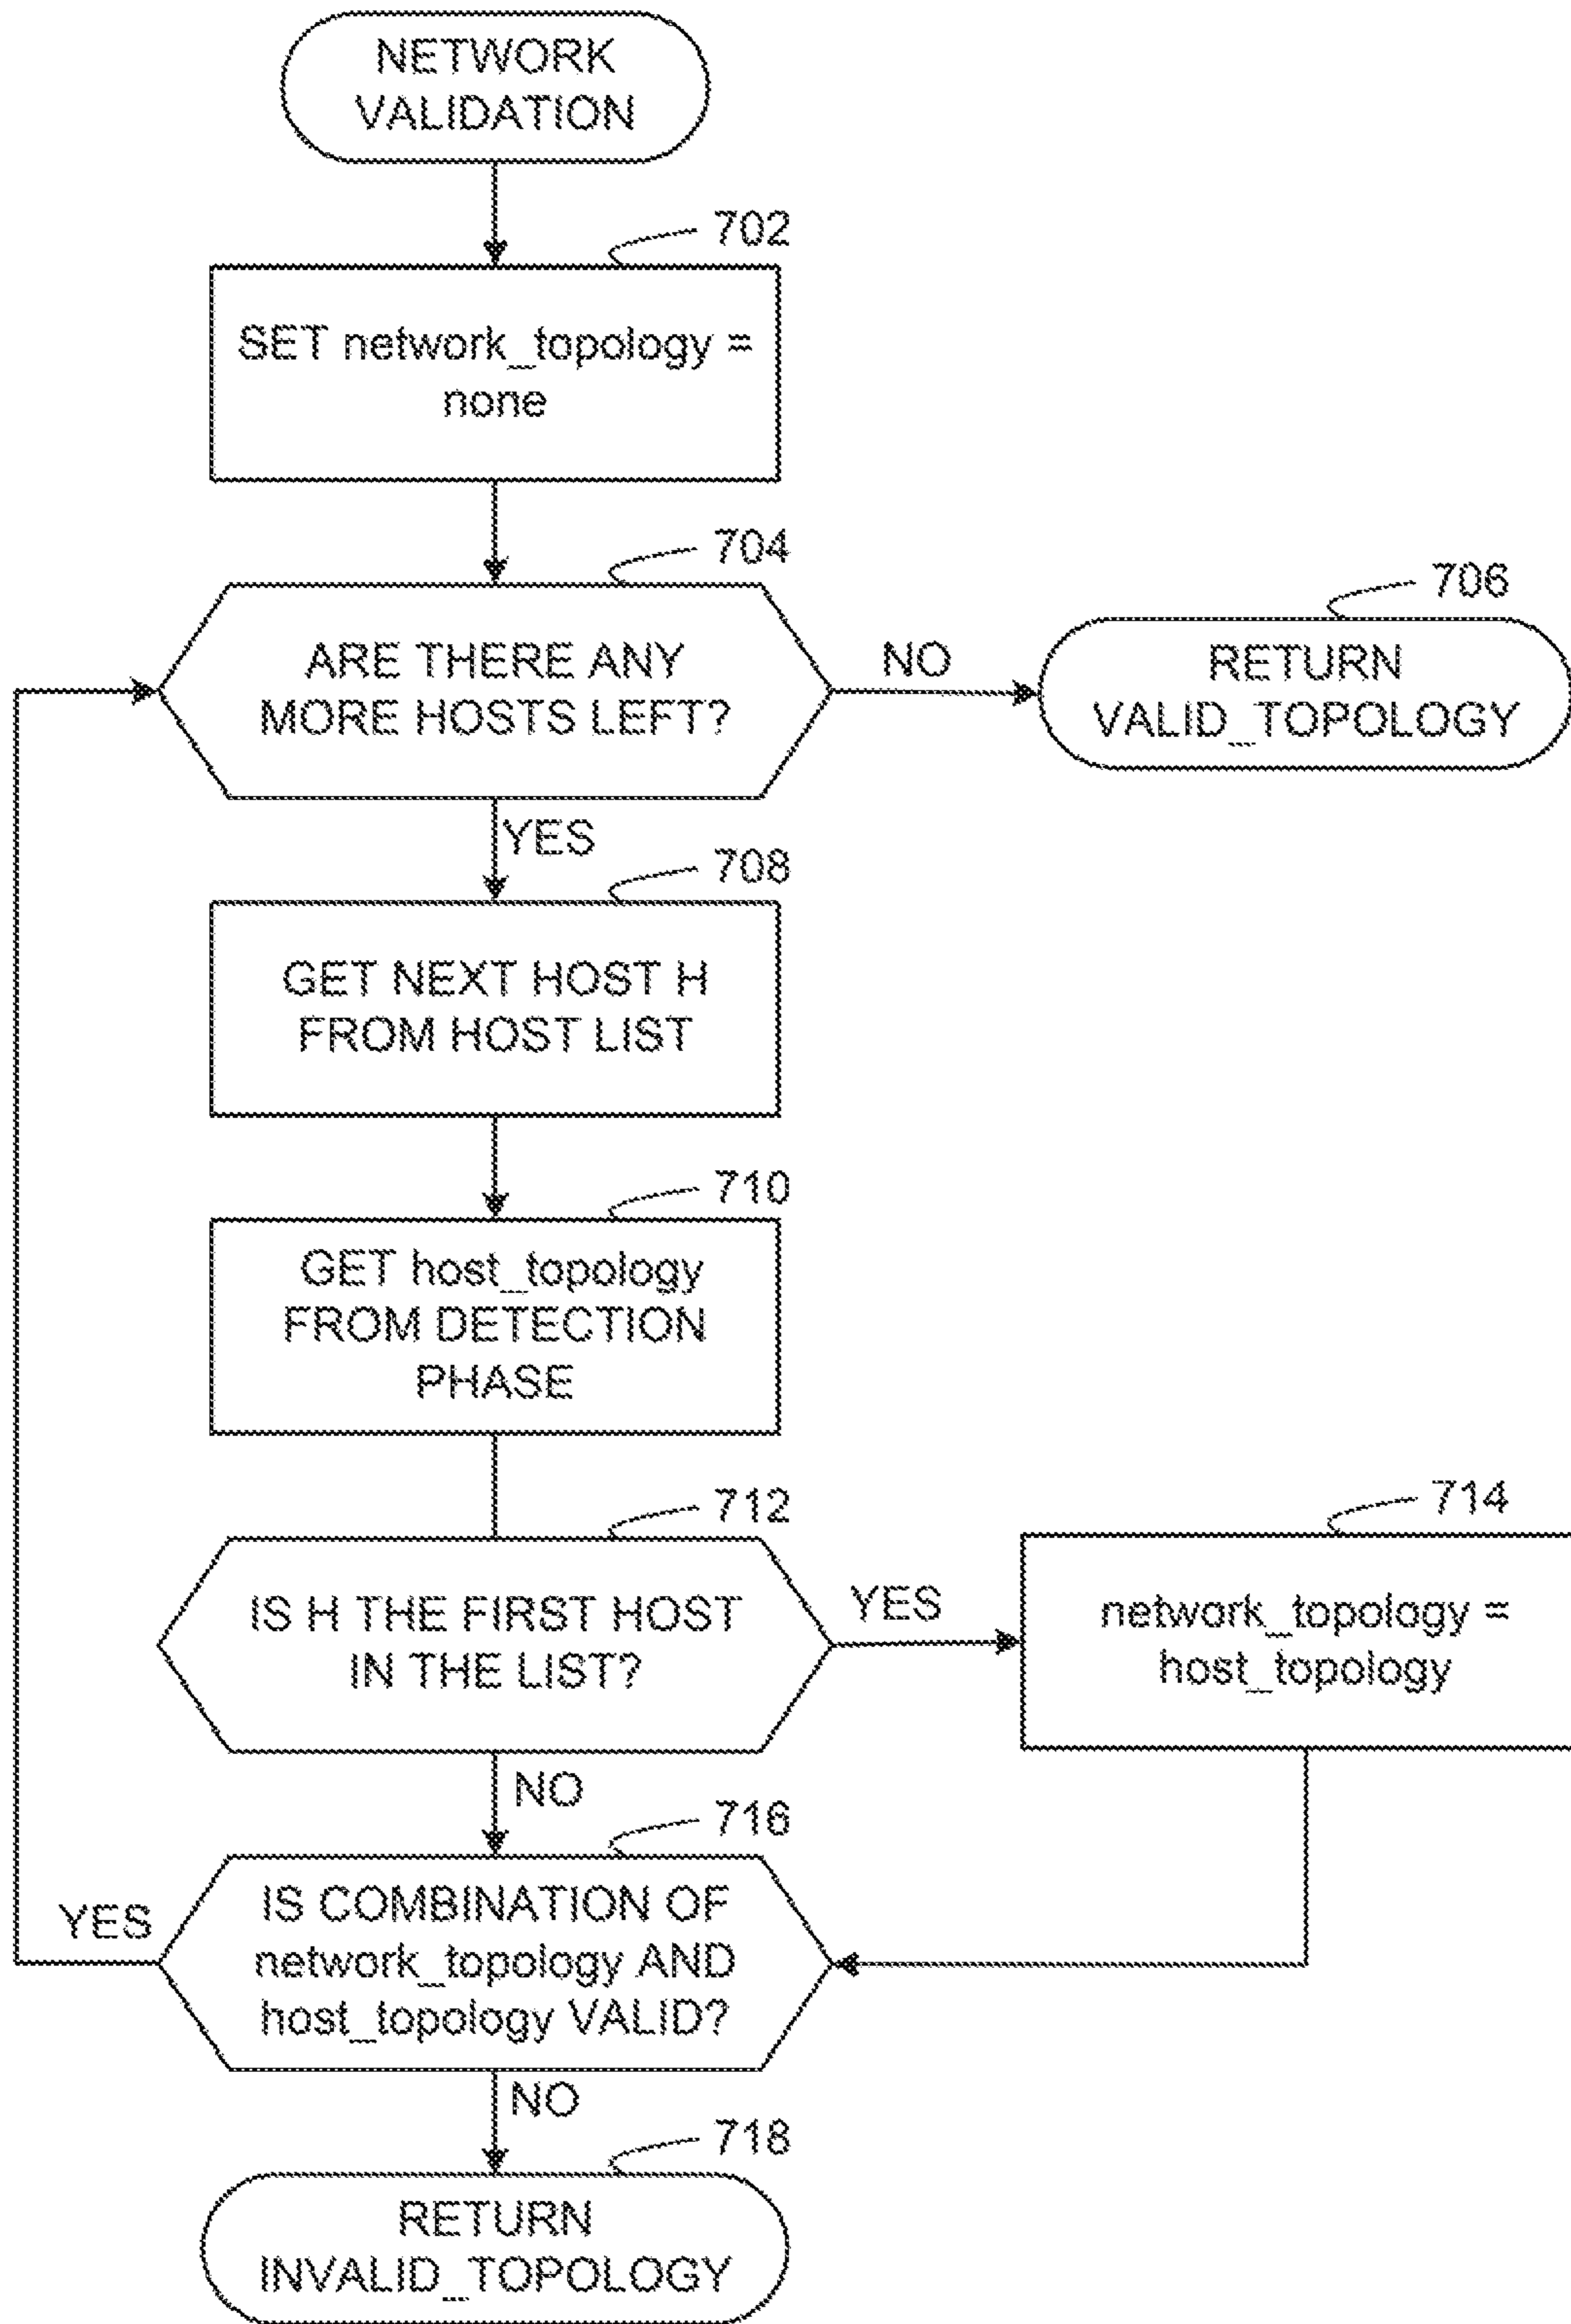 NETWORK
VALIDATION
702
SET network_topology =
none
704
ARE THERE ANY
MORE HOSTS LEFT?
NO
706
RETURN
VALID_TOPOLOGY
YES
708
GET NEXT HOST H
FROM HOST LIST
710
GET host_topology
FROM DETECTION
PHASE
712
IS H THE FIRST HOST
IN THE LIST?
YES
714
network_topology =
host_topology
NO
716
IS COMBINATION OF
network_topology AND
host_topology VALID?
YES
NO
718
RETURN
INVALID_TOPOLOGY